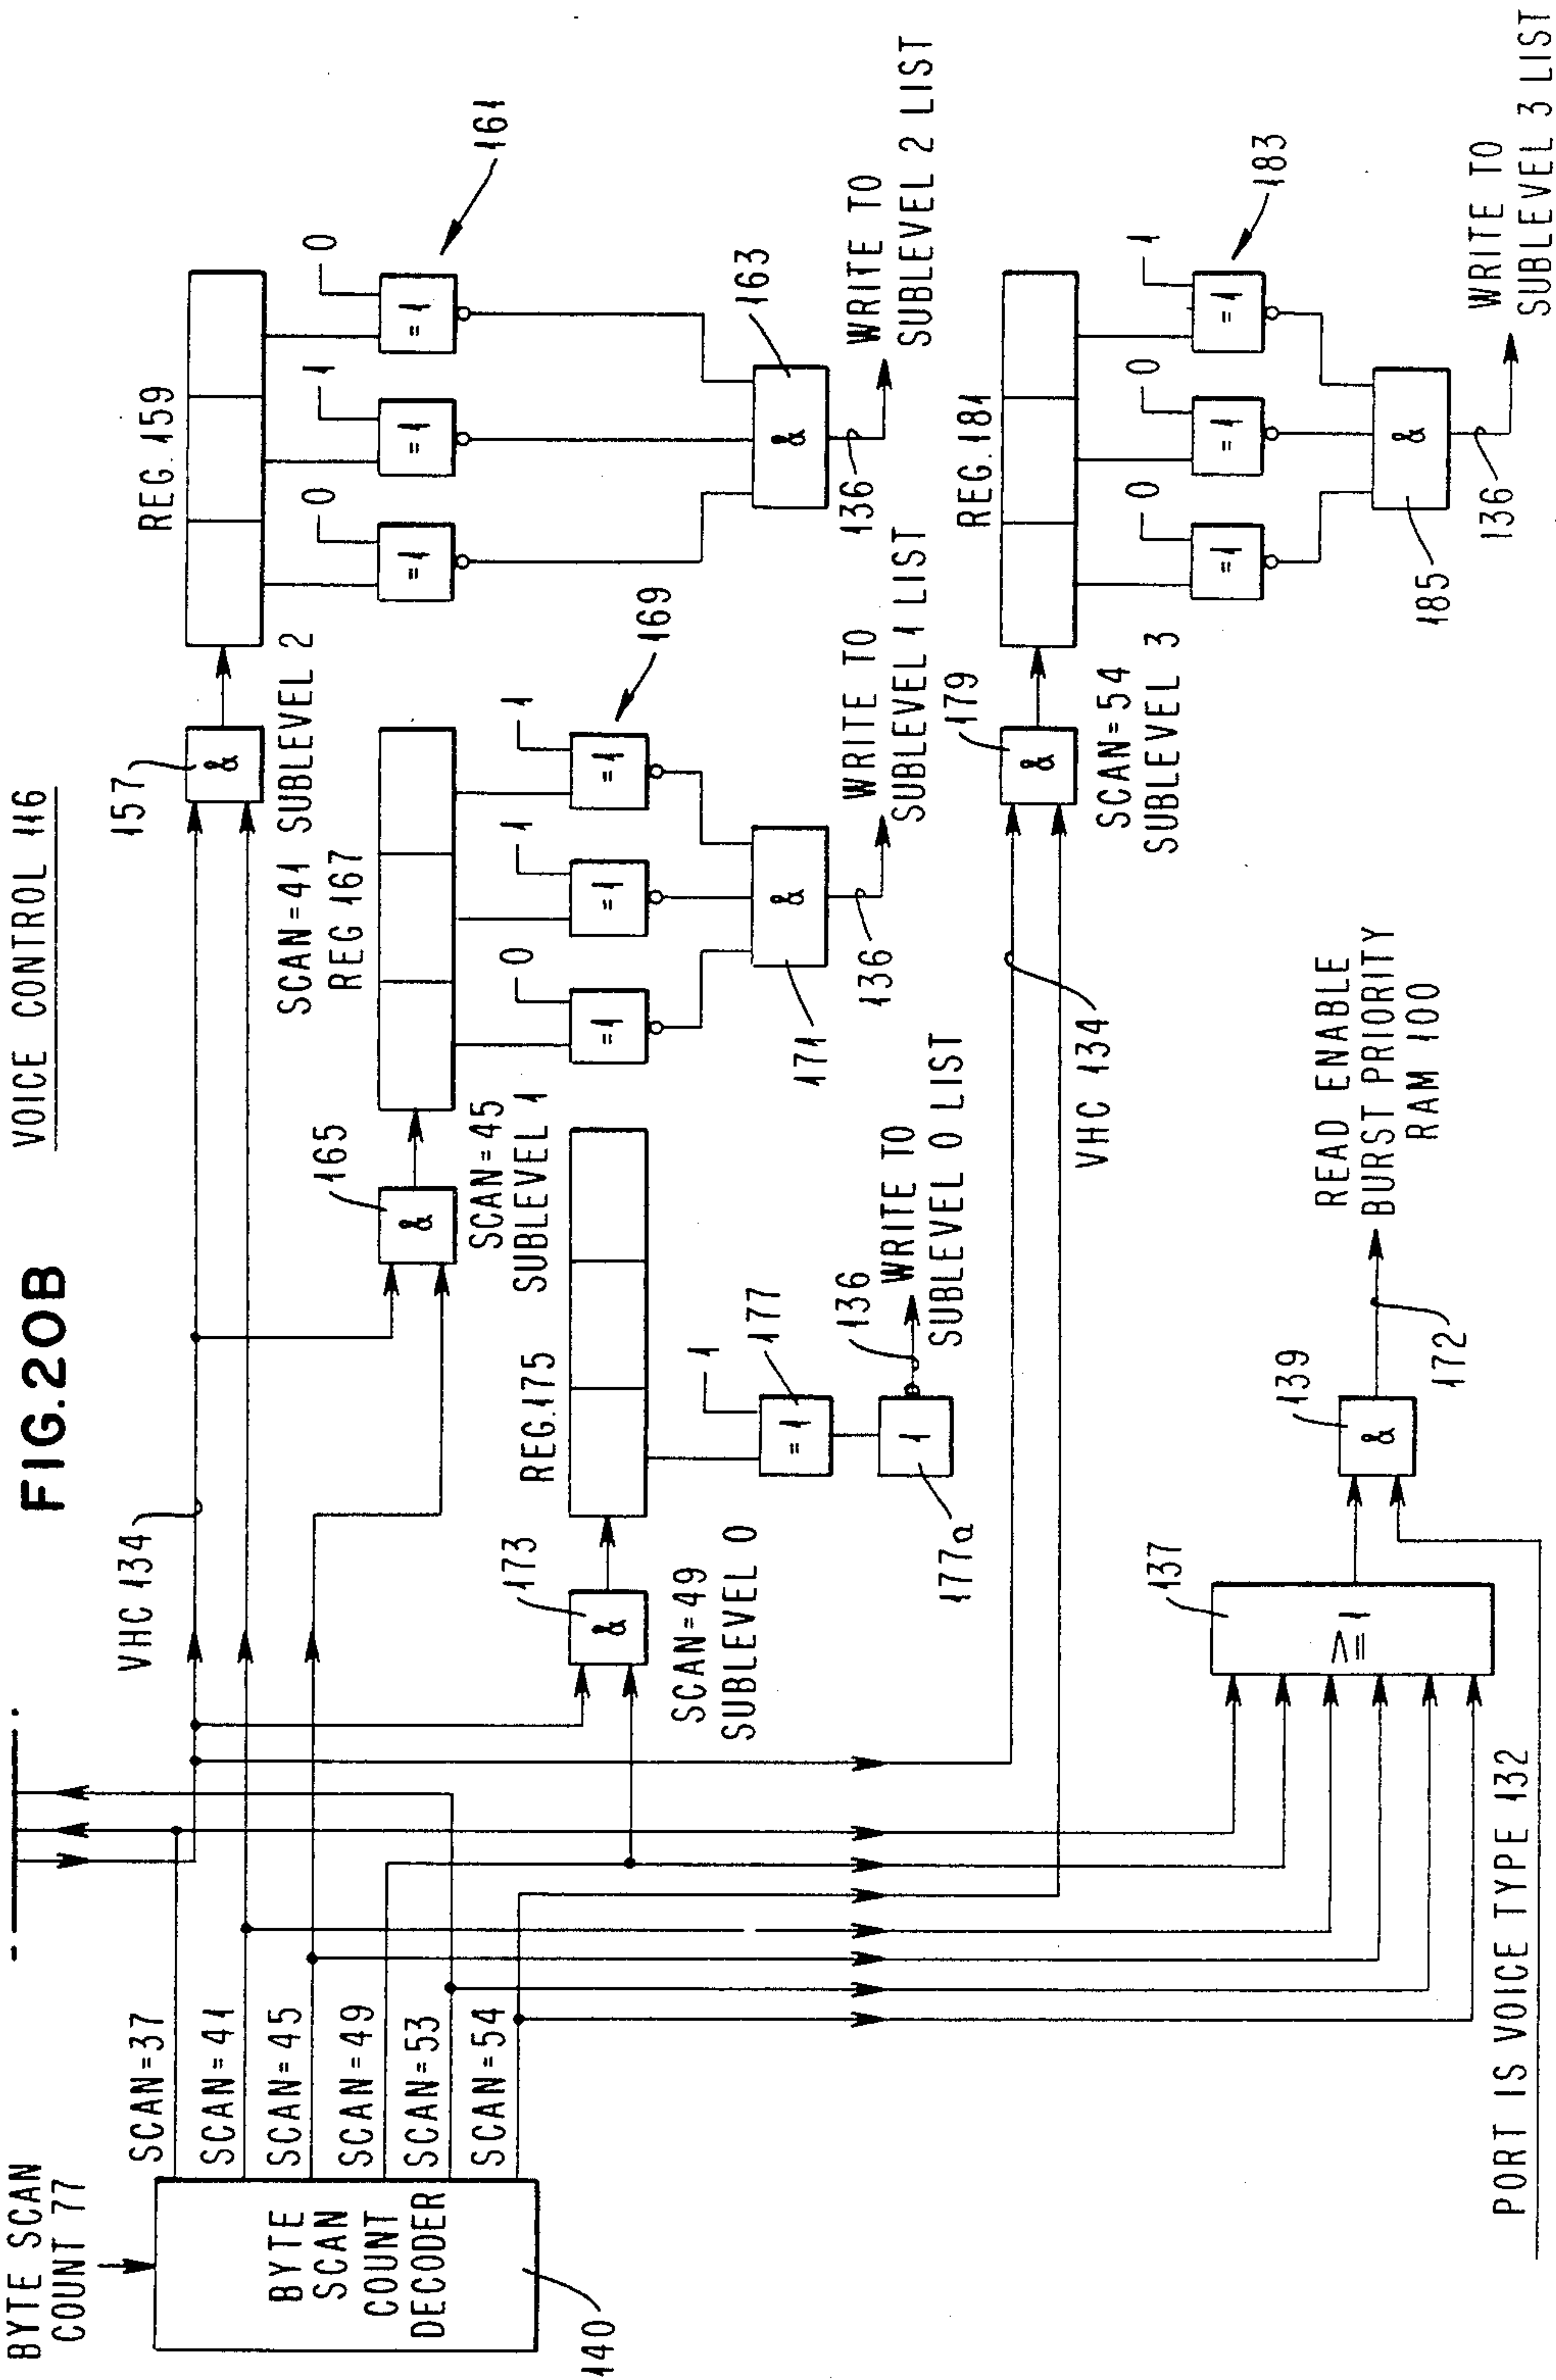 FIG.20B
VOICE CONTROL 116
BYTE SCAN
COUNT 77
BYTE
SCAN
COUNT
DECODER
140
SCAN=37
SCAN=41
SCAN=45
SCAN=49
SCAN=53
SCAN=54
VHC 134
157
&
SCAN=41 SUBLEVEL 2
REG. 159
0
1
0
=1
=1
=1
161
&
163
136
WRITE TO
SUBLEVEL 2 LIST
165
&
SCAN=45
SUBLEVEL 1
REG 167
0
1
1
=1
=1
=1
169
&
171
136
WRITE TO
SUBLEVEL 1 LIST
173
&
SCAN=49
SUBLEVEL 0
REG.175
1
=1
177
1
177a
136
WRITE TO
SUBLEVEL 0 LIST
VHC 134
179
&
SCAN=54
SUBLEVEL 3
REG.181
0
0
1
=1
=1
=1
183
&
185
136
WRITE TO
SUBLEVEL 3 LIST
137
≥1
139
&
172
READ ENABLE
BURST PRIORITY
RAM 100
PORT IS VOICE TYPE 132